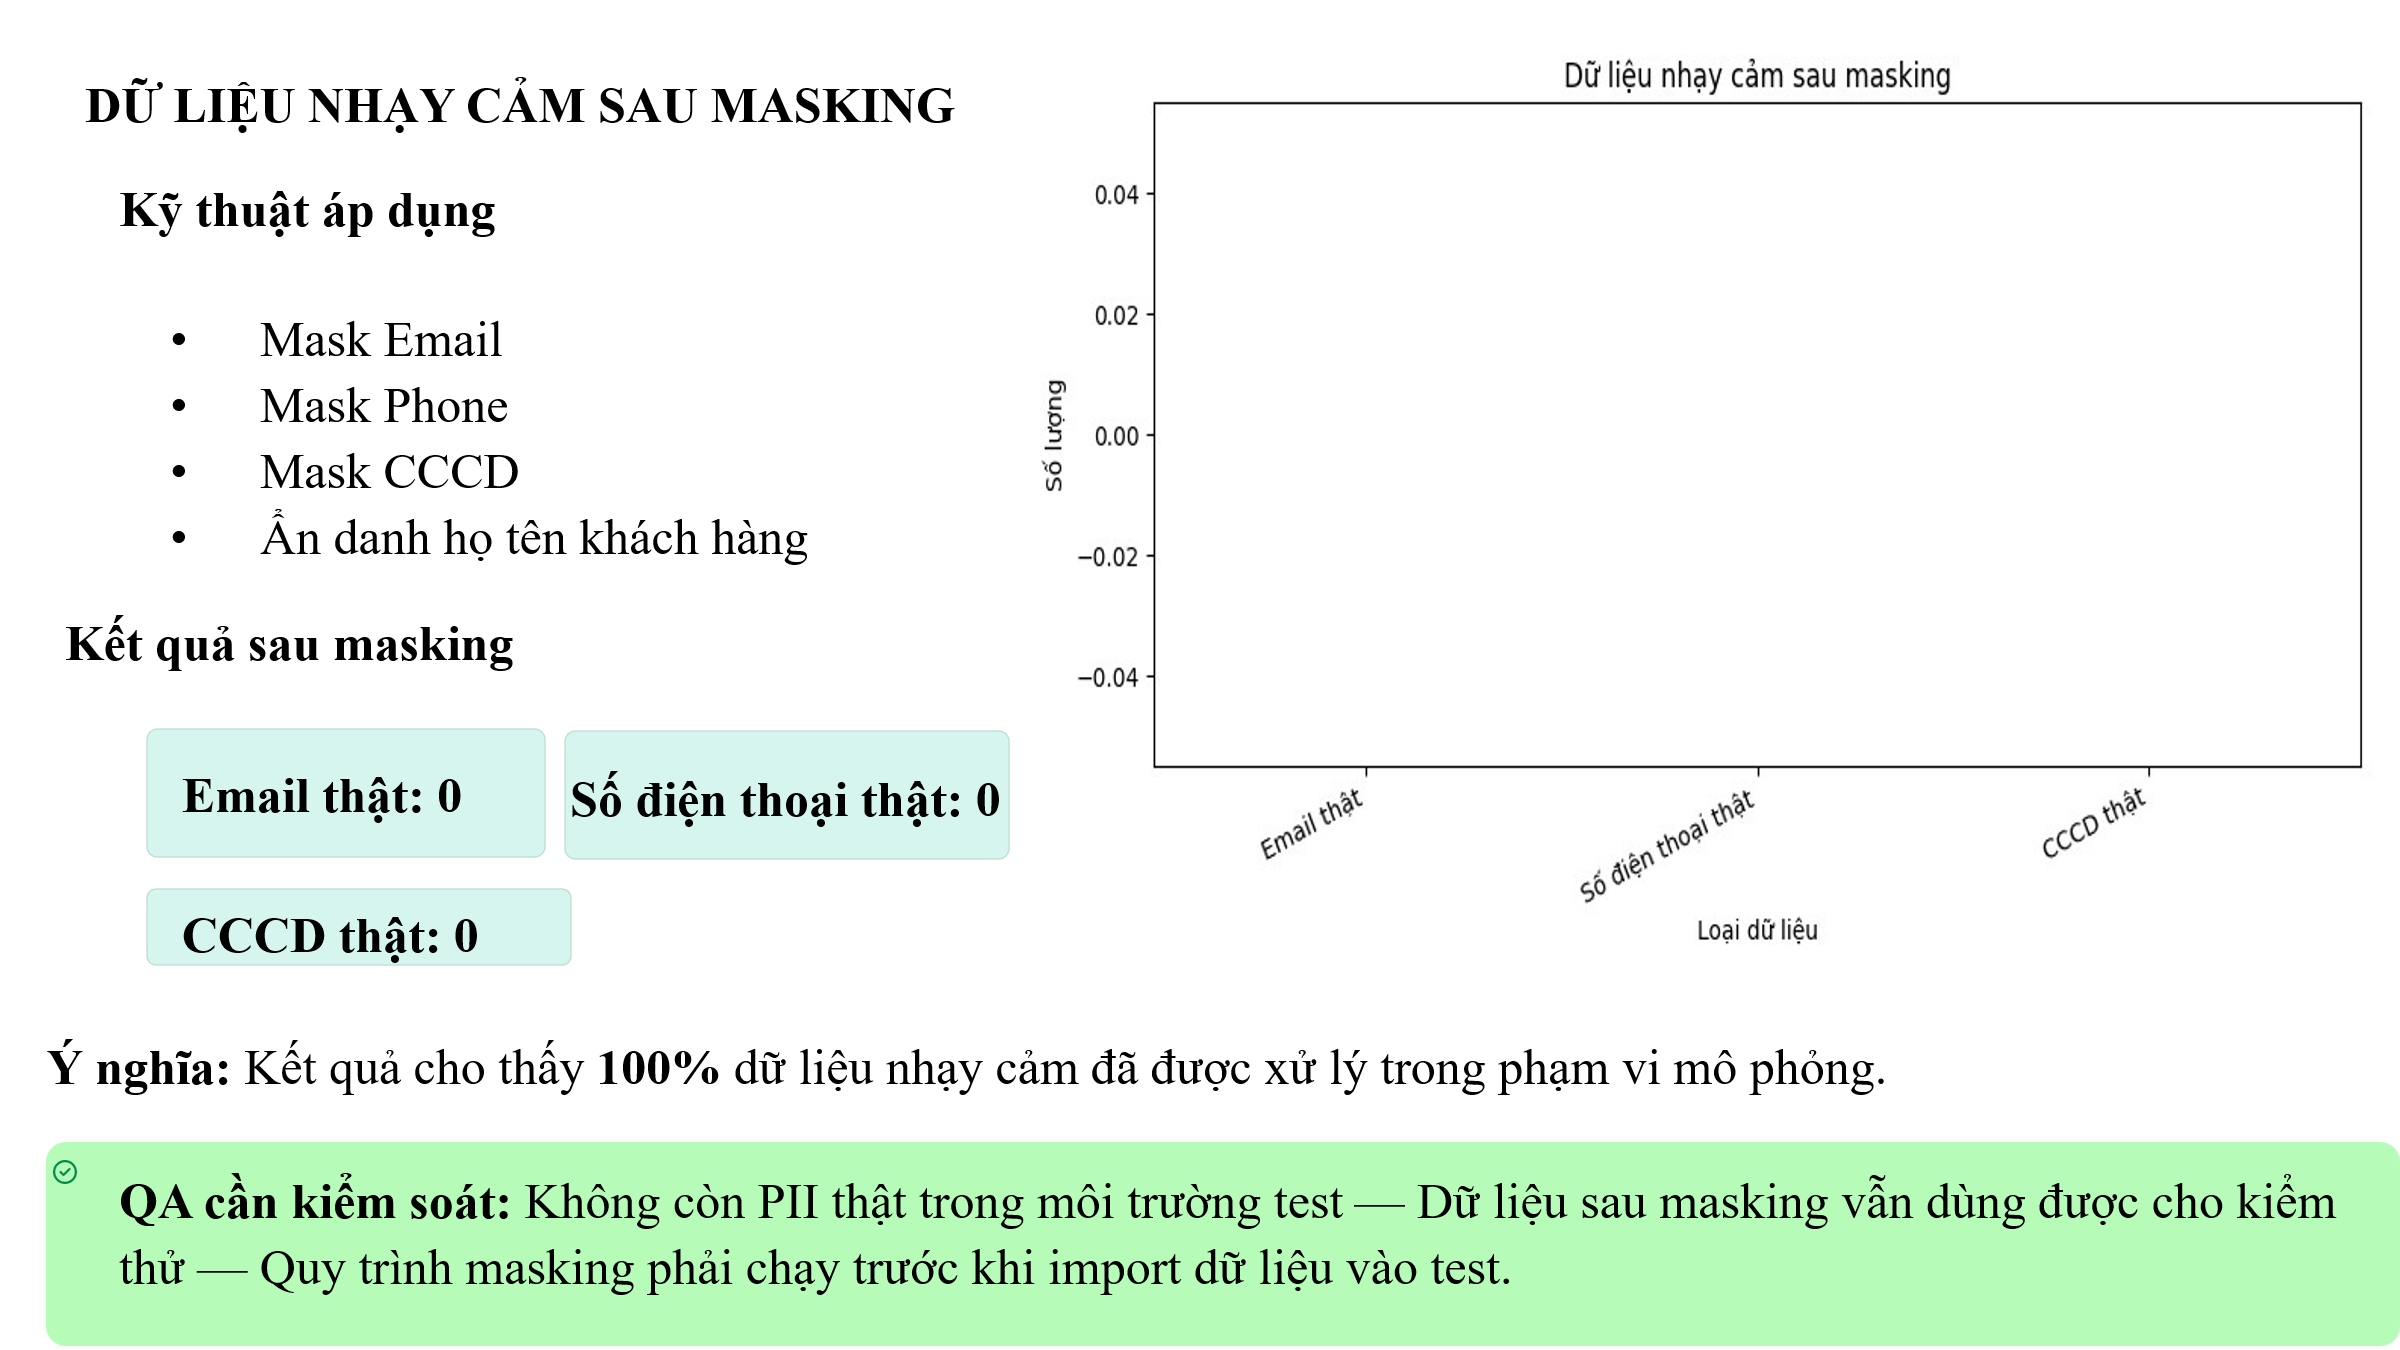 DỮ LIỆU NHẠY CẢM SAU MASKING
Kỹ thuật áp dụng
• Mask Email
• Mask Phone
• Mask CCCD
• Ẩn danh họ tên khách hàng
Kết quả sau masking
Email thật: 0
Số điện thoại thật: 0
CCCD thật: 0
Dữ liệu nhạy cảm sau masking
Số lượng
0.04
0.02
0.00
−0.02
−0.04
Email thật
Số điện thoại thật
CCCD thật
Loại dữ liệu
Ý nghĩa: Kết quả cho thấy 100% dữ liệu nhạy cảm đã được xử lý trong phạm vi mô phỏng.
QA cần kiểm soát: Không còn PII thật trong môi trường test — Dữ liệu sau masking vẫn dùng được cho kiểm
thử — Quy trình masking phải chạy trước khi import dữ liệu vào test.